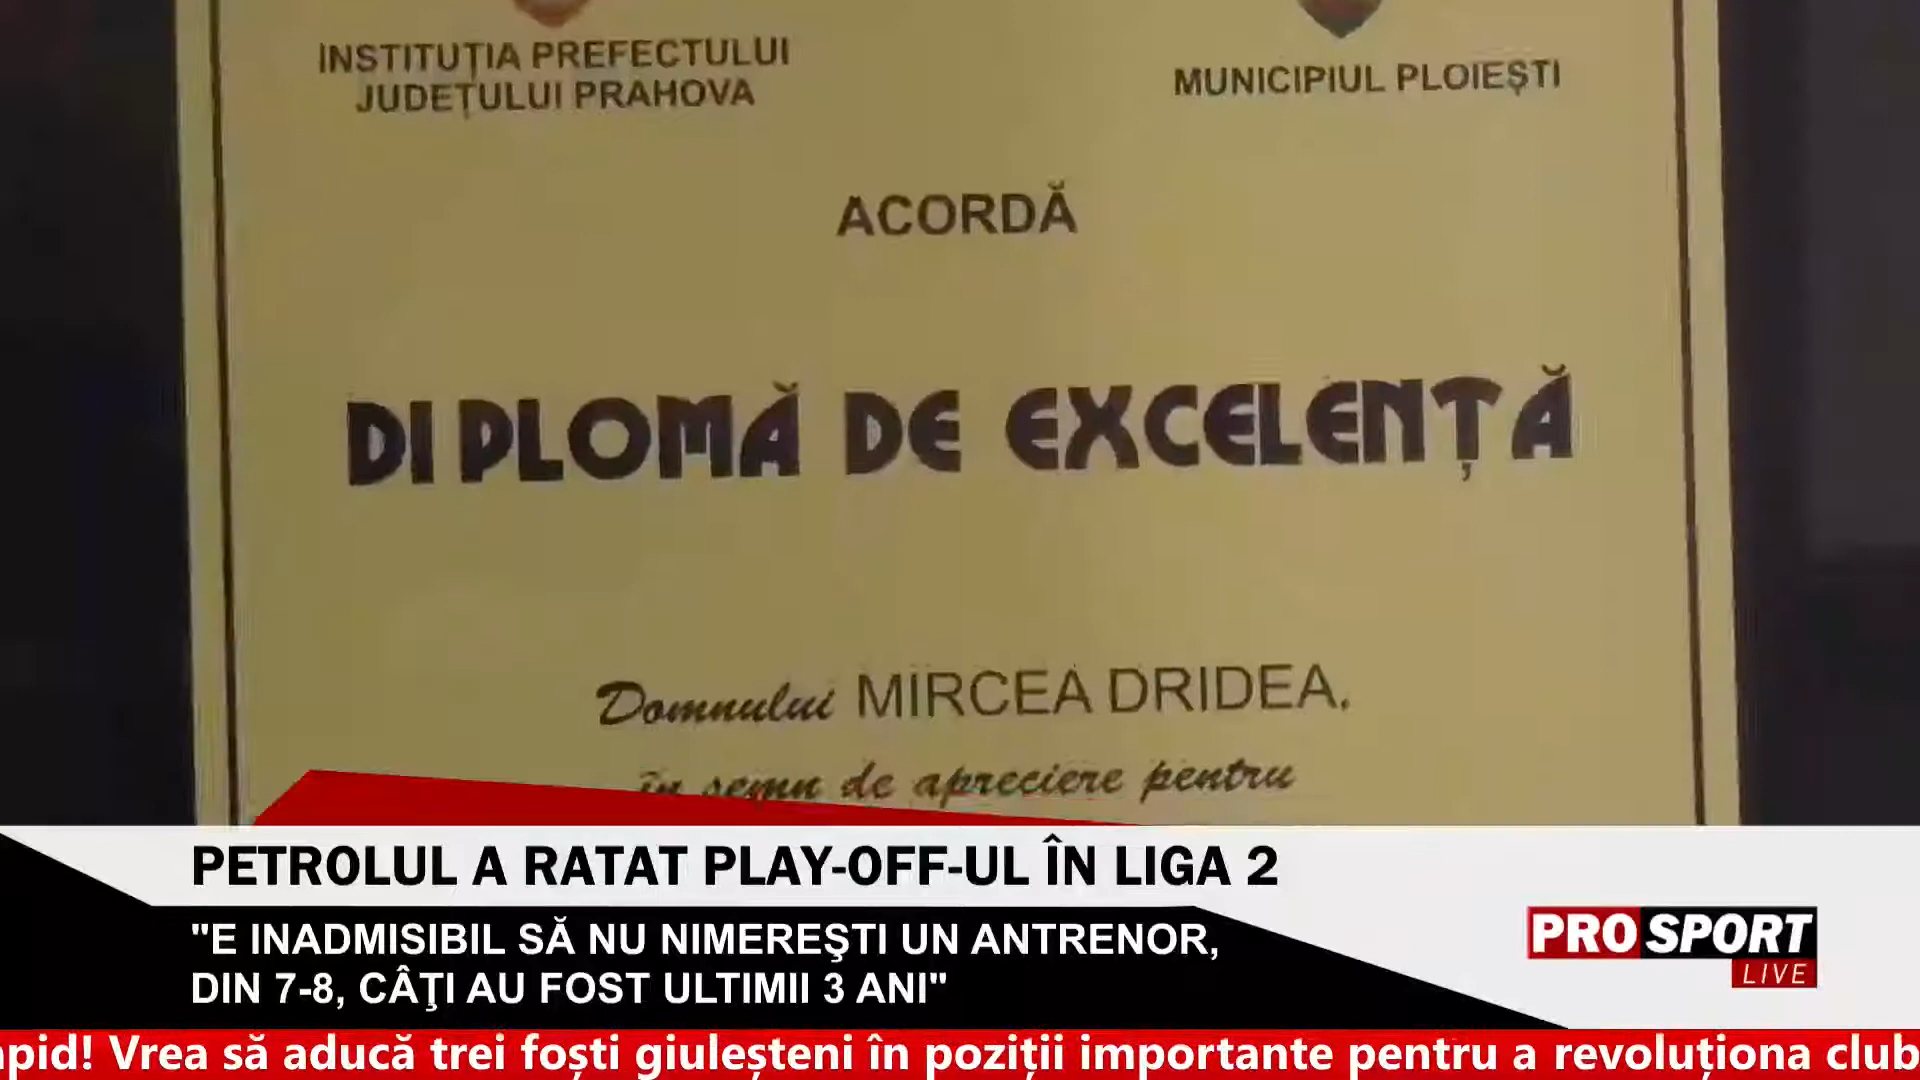 INSTITUȚIA PREFECTULUI
JUDEȚULUI PRAHOVA
MUNICIPIUL PLOIEȘTI
ACORDĂ
DIPLOMĂ DE EXCELENȚĂ
Domnului MIRCEA DRIDEA.
în semn de apreciere pentru
PETROLUL A RATAT PLAY-OFF-UL ÎN LIGA 2
"E INADMISIBIL SĂ NU NIMEREŞTI UN ANTRENOR,
DIN 7-8, CÂŢI AU FOST ULTIMII 3 ANI"
PRO SPORT
LIVE
apid! Vrea să aducă trei foști giuleșteni în poziții importante pentru a revoluționa club